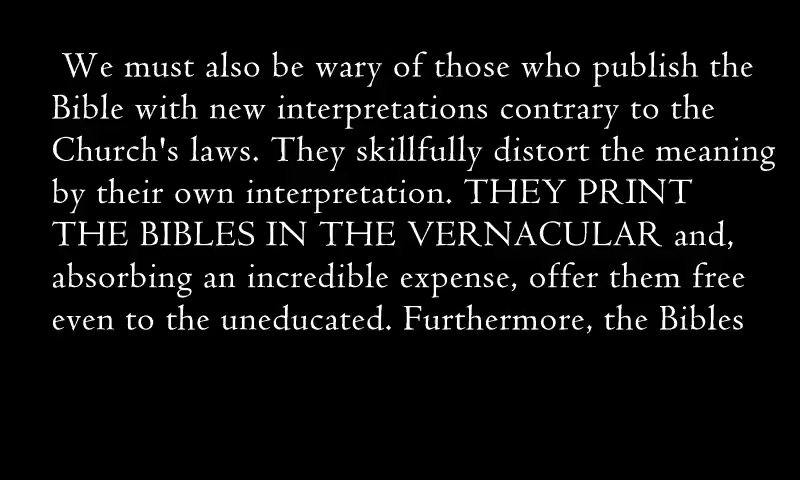 We must also be wary of those who publish the
Bible with new interpretations contrary to the
Church's laws. They skillfully distort the meaning
by their own interpretation. THEY PRINT
THE BIBLES IN THE VERNACULAR and,
absorbing an incredible expense, offer them free
even to the uneducated. Furthermore, the Bibles